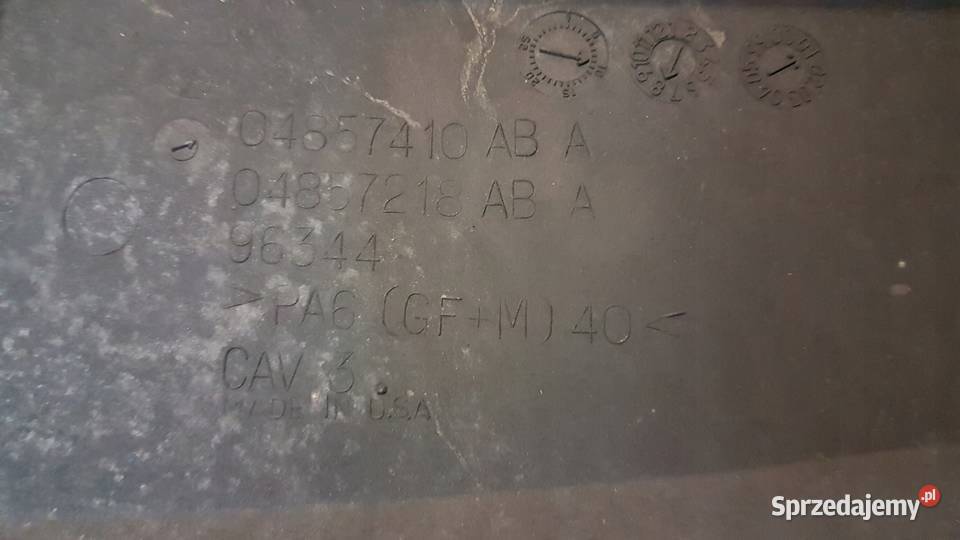 04857410 AB A
04857218 AB A
96344
>PA6 (GF+M) 40<
CAV 3
MADE IN U.S.A
Sprzedajemy.pl